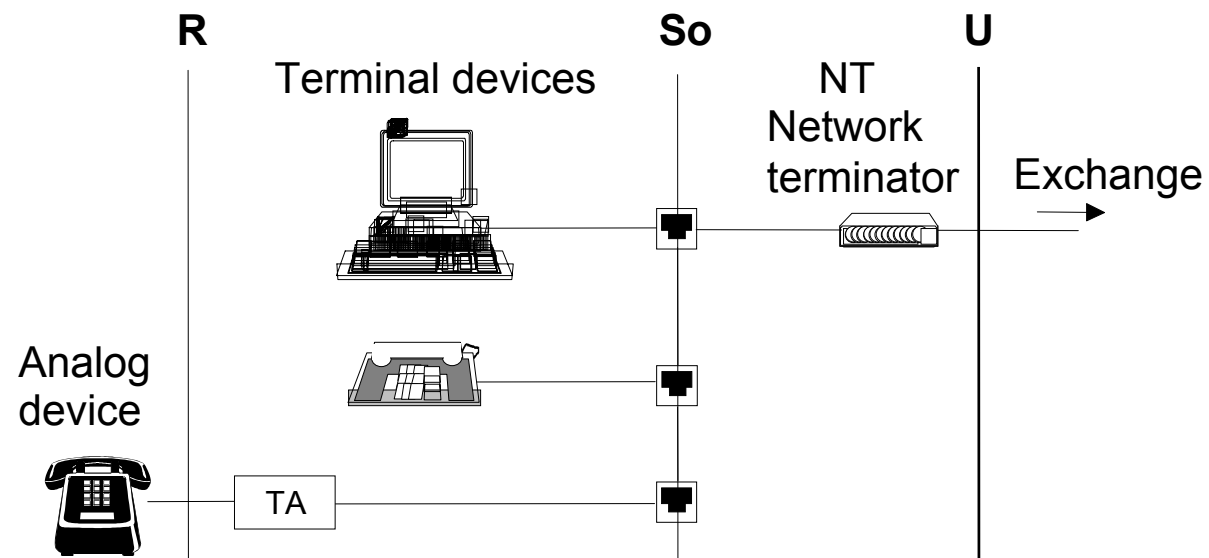 R
So
U
Terminal devices
NT
Network
terminator
Exchange
Analog
device
TA